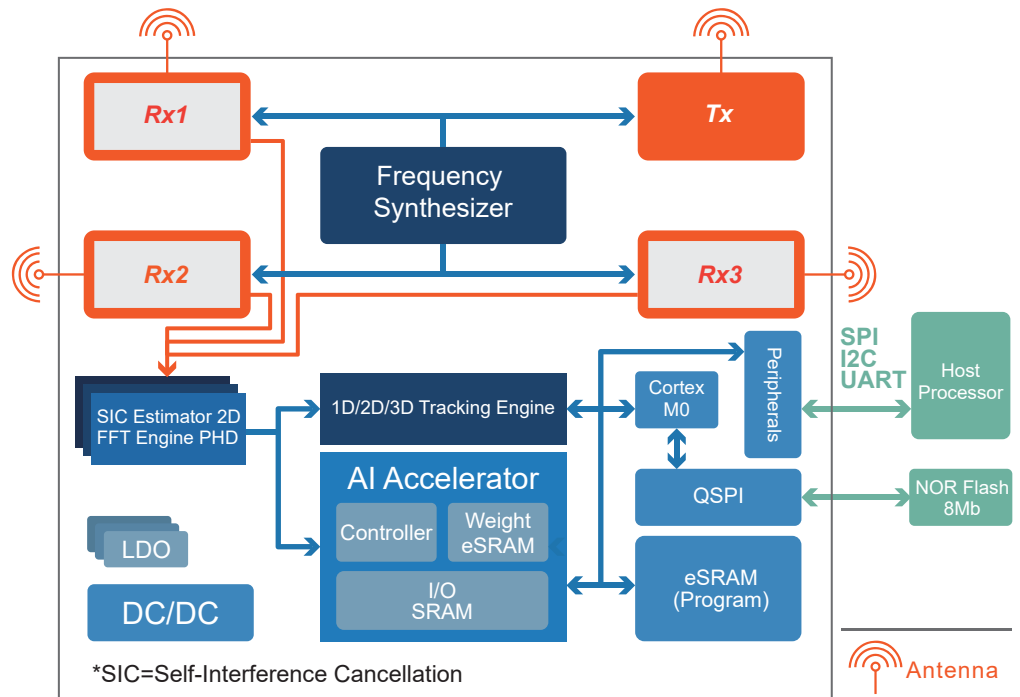 Rx1
Tx
Frequency
Synthesizer
Rx2
Rx3
SPI
I2C
UART
Host
Processor
Peripherals
SIC Estimator 2D
FFT Engine PHD
1D/2D/3D Tracking Engine
Cortex
M0
AI Accelerator
Controller
Weight
eSRAM
I/O
SRAM
QSPI
NOR Flash
8Mb
LDO
DC/DC
eSRAM
(Program)
*SIC=Self-Interference Cancellation
Antenna